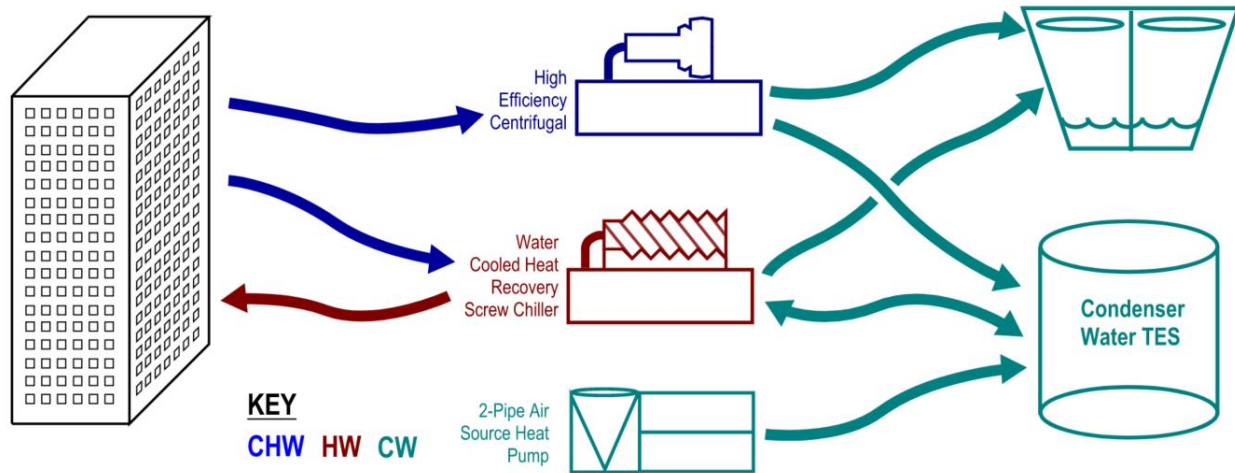 High
Efficiency
Centrifugal
Water
Cooled Heat
Recovery
Screw Chiller
Condenser
Water TES
2-Pipe Air
Source Heat
Pump
KEY
CHW HW CW